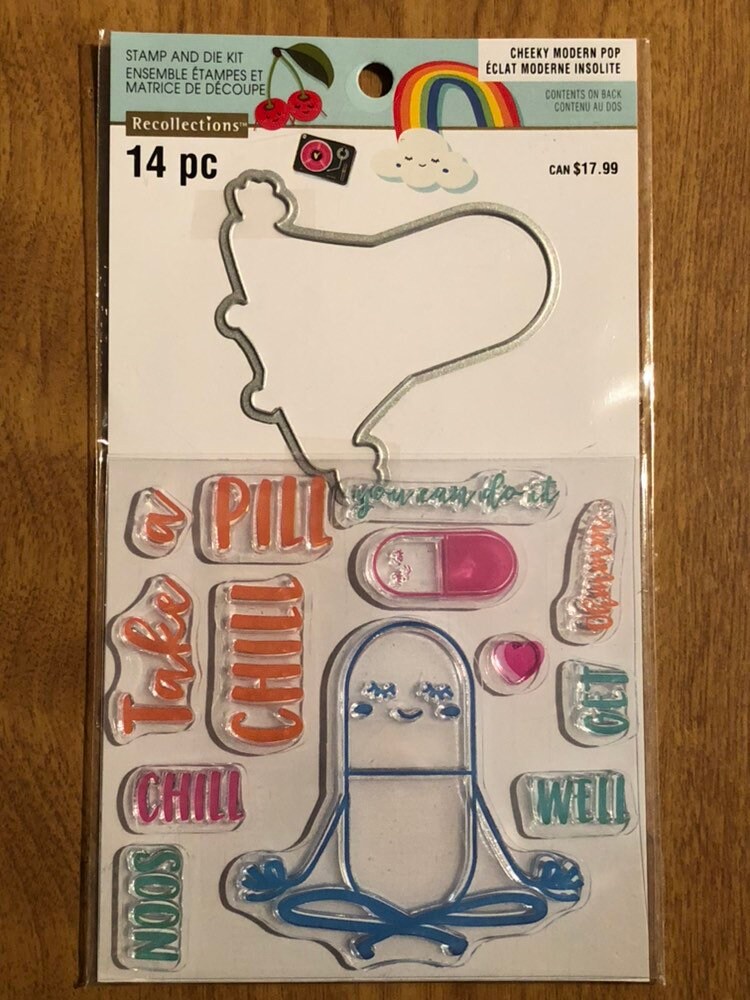 STAMP AND DIE KIT
ENSEMBLE ÉTAMPES ET
MATRICE DE DÉCOUPE
CHEEKY MODERN POP
ÉCLAT MODERNE INSOLITE
CONTENTS ON BACK
CONTENU AU DOS
Recollections™
14 pc
CAN $17.99
a
PILL
you can do it
Take
CHILL
GET
CHILL
WELL
SOON